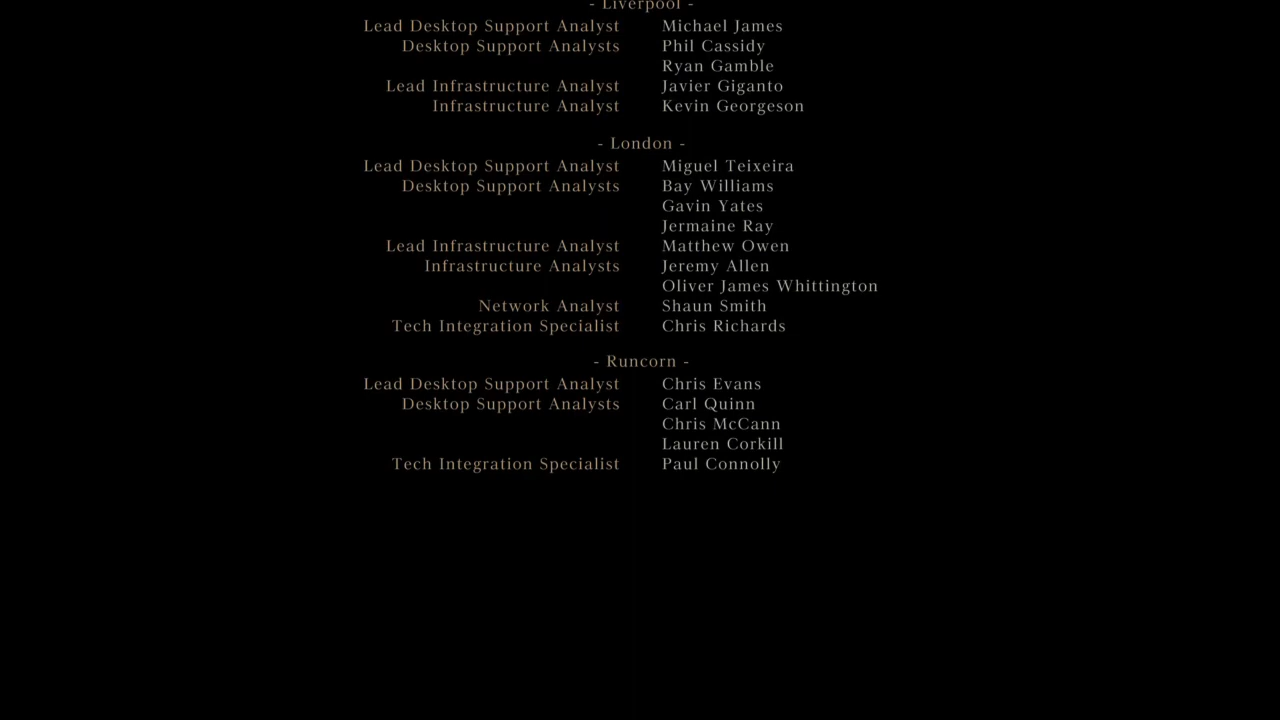 - Liverpool -
Lead Desktop Support Analyst Michael James
Desktop Support Analysts Phil Cassidy
Ryan Gamble
Lead Infrastructure Analyst Javier Giganto
Infrastructure Analyst Kevin Georgeson
- London -
Lead Desktop Support Analyst Miguel Teixeira
Desktop Support Analysts Bay Williams
Gavin Yates
Jermaine Ray
Lead Infrastructure Analyst Matthew Owen
Infrastructure Analysts Jeremy Allen
Oliver James Whittington
Network Analyst Shaun Smith
Tech Integration Specialist Chris Richards
- Runcorn -
Lead Desktop Support Analyst Chris Evans
Desktop Support Analysts Carl Quinn
Chris McCann
Lauren Corkill
Tech Integration Specialist Paul Connolly